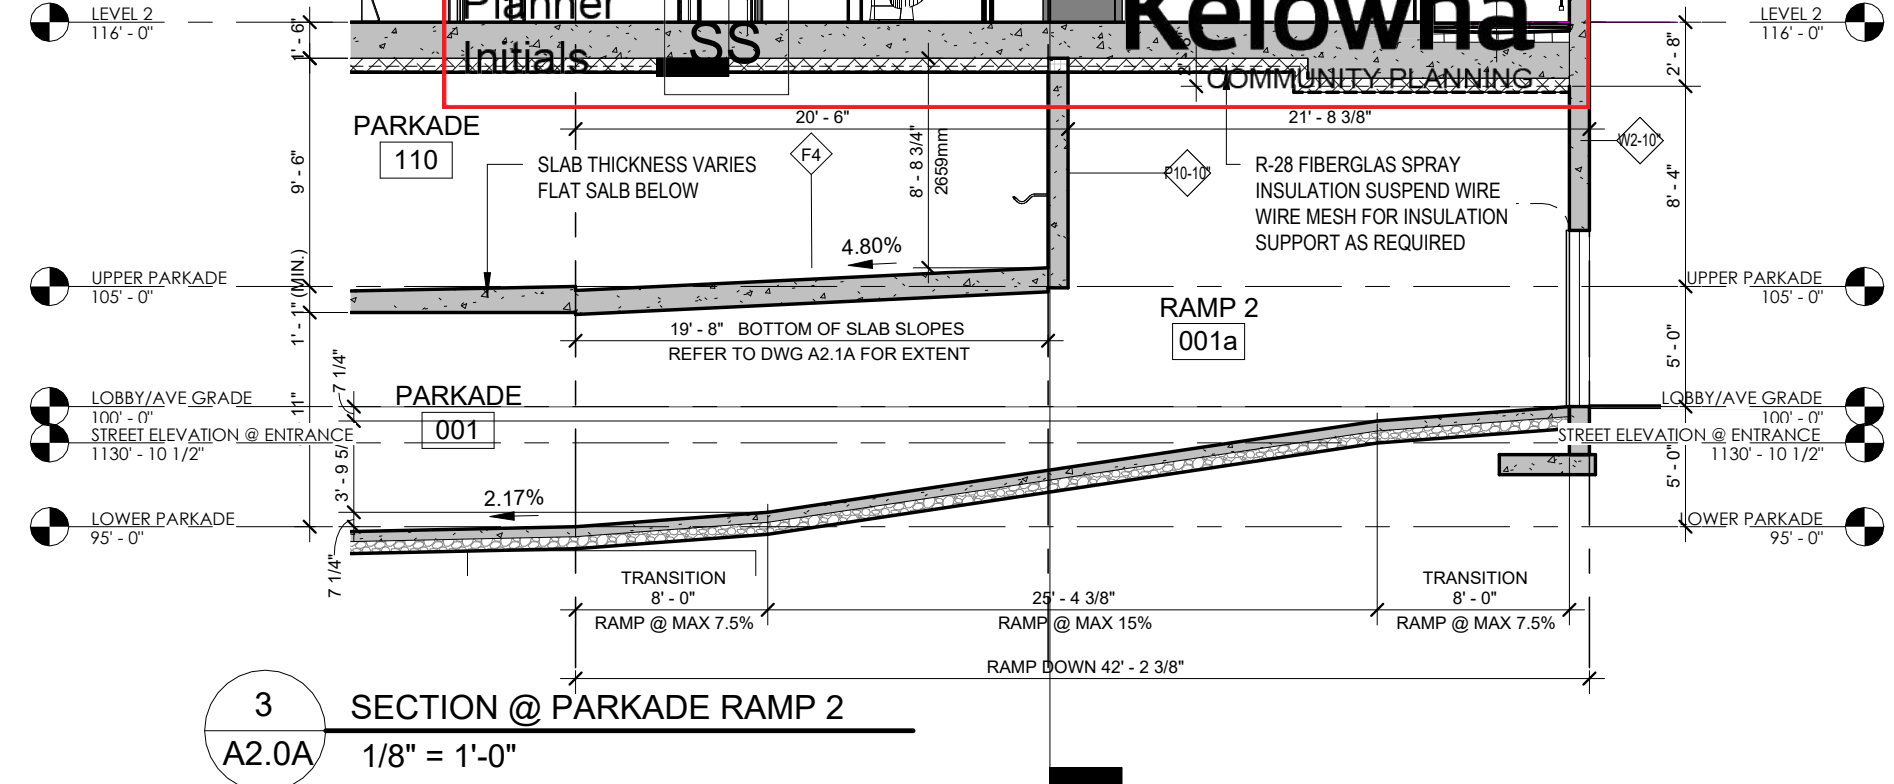 LEVEL 2
116' - 0"
Planner
Initials
SS
Kelowna
COMMUNITY PLANNING
LEVEL 2
116' - 0"
1' - 6"
2' - 8"
PARKADE
110
20' - 6"
21' - 8 3/8"
SLAB THICKNESS VARIES
FLAT SALB BELOW
F4
8' - 8 3/4"
2659mm
P10-10"
W2-10"
R-28 FIBERGLAS SPRAY
INSULATION SUSPEND WIRE
WIRE MESH FOR INSULATION
SUPPORT AS REQUIRED
9' - 6"
8' - 4"
4.80%
UPPER PARKADE
105' - 0"
UPPER PARKADE
105' - 0"
1' - 1" (MIN.)
RAMP 2
001a
19' - 8" BOTTOM OF SLAB SLOPES
REFER TO DWG A2.1A FOR EXTENT
5' - 0"
7 1/4"
LOBBY/AVE GRADE
100' - 0"
11"
PARKADE
001
LOBBY/AVE GRADE
100' - 0"
STREET ELEVATION @ ENTRANCE
1130' - 10 1/2"
STREET ELEVATION @ ENTRANCE
1130' - 10 1/2"
3' - 9 5/
5' - 0"
2.17%
LOWER PARKADE
95' - 0"
LOWER PARKADE
95' - 0"
7 1/4"
TRANSITION
8' - 0"
RAMP @ MAX 7.5%
25' - 4 3/8"
RAMP @ MAX 15%
TRANSITION
8' - 0"
RAMP @ MAX 7.5%
RAMP DOWN 42' - 2 3/8"
3
A2.0A
SECTION @ PARKADE RAMP 2
1/8" = 1'-0"